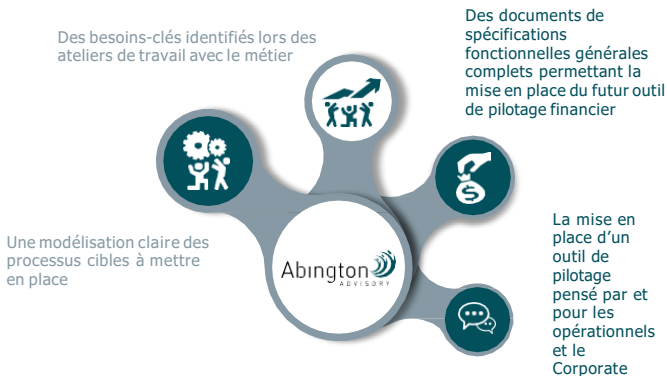 Des besoins-clés identifiés lors des
ateliers de travail avec le métier
Des documents de
spécifications
fonctionnelles générales
complets permettant la
mise en place du futur outil
de pilotage financier
Une modélisation claire des
processus cibles à mettre
en place
Abington
ADVISORY
La mise en
place d’un
outil de
pilotage
pensé par et
pour les
opérationnels
et le
Corporate
$